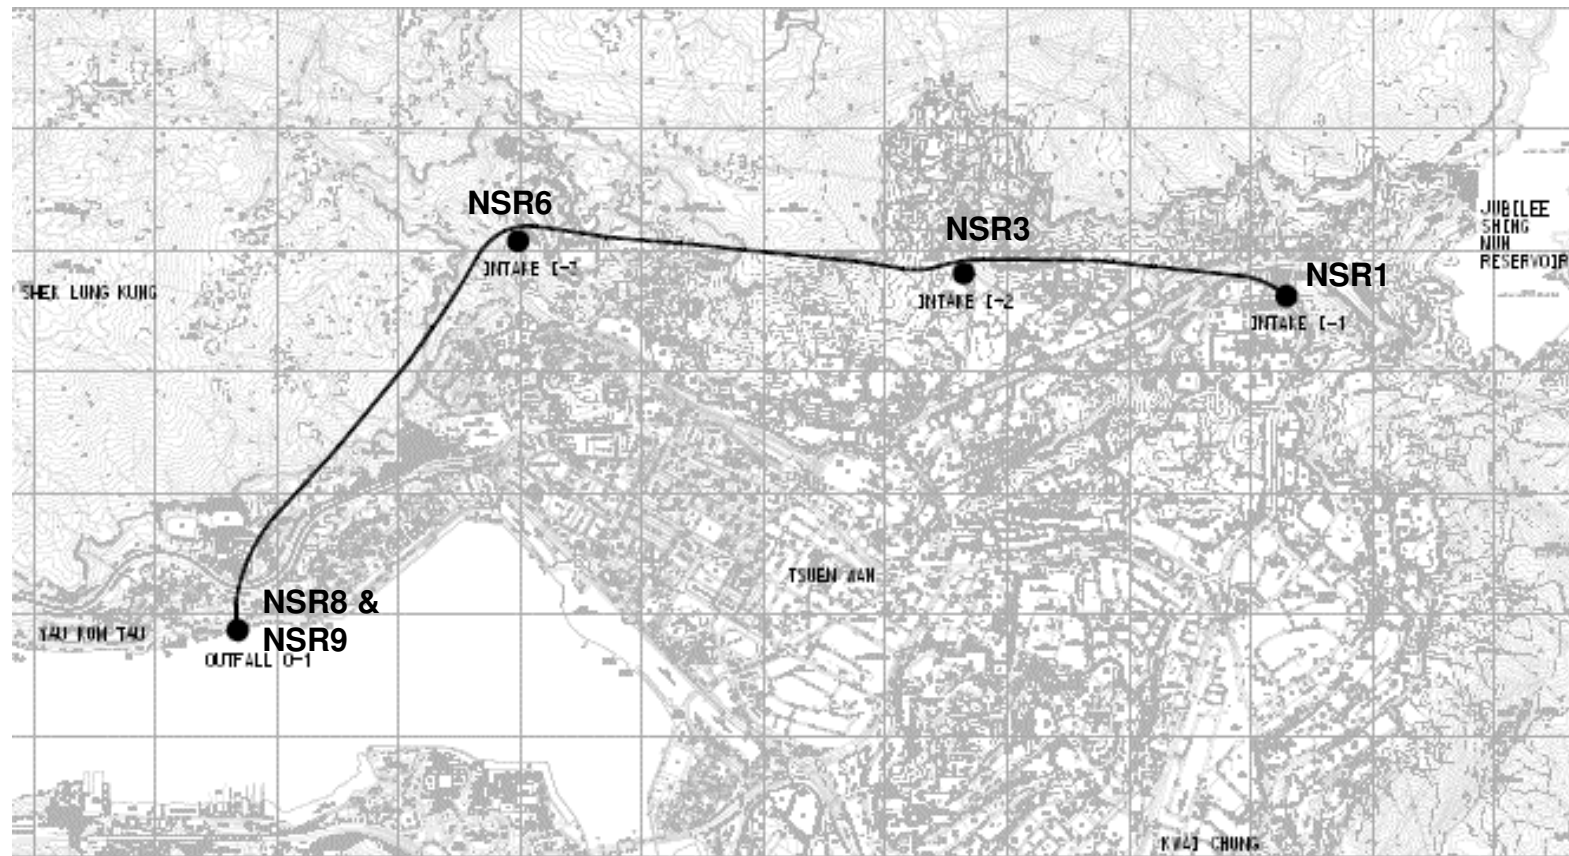 NSR6
NSR3
JUBILEE
SHING
MUN
RESERVOIR
INTAKE I-3
NSR1
SHEK LUNG KUNG
INTAKE I-2
INTAKE I-1
TSUEN WAN
NSR8 &
YAU KOM TAU
NSR9
OUTFALL O-1
KWAI CHUNG